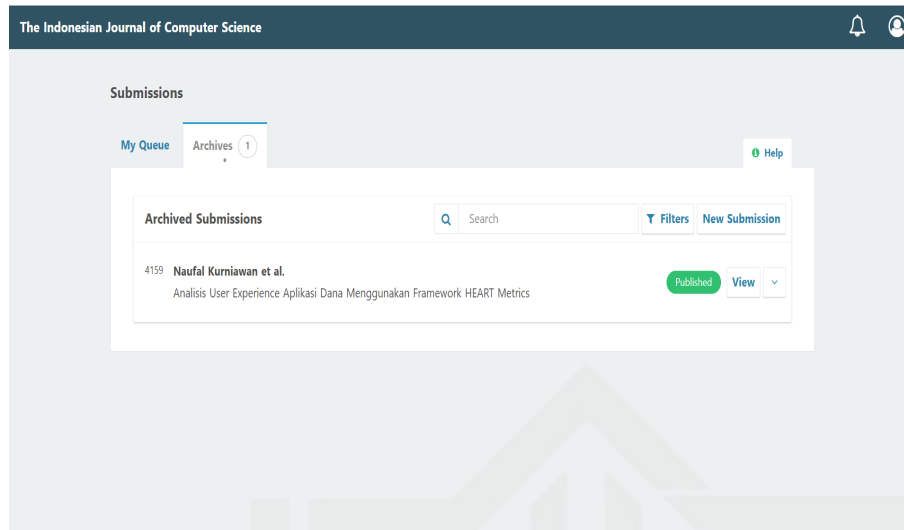 The Indonesian Journal of Computer Science
Submissions
My Queue
Archives 1
Help
Archived Submissions
Search
Filters
New Submission
4159 Naufal Kurniawan et al.
Analisis User Experience Aplikasi Dana Menggunakan Framework HEART Metrics
Published
View